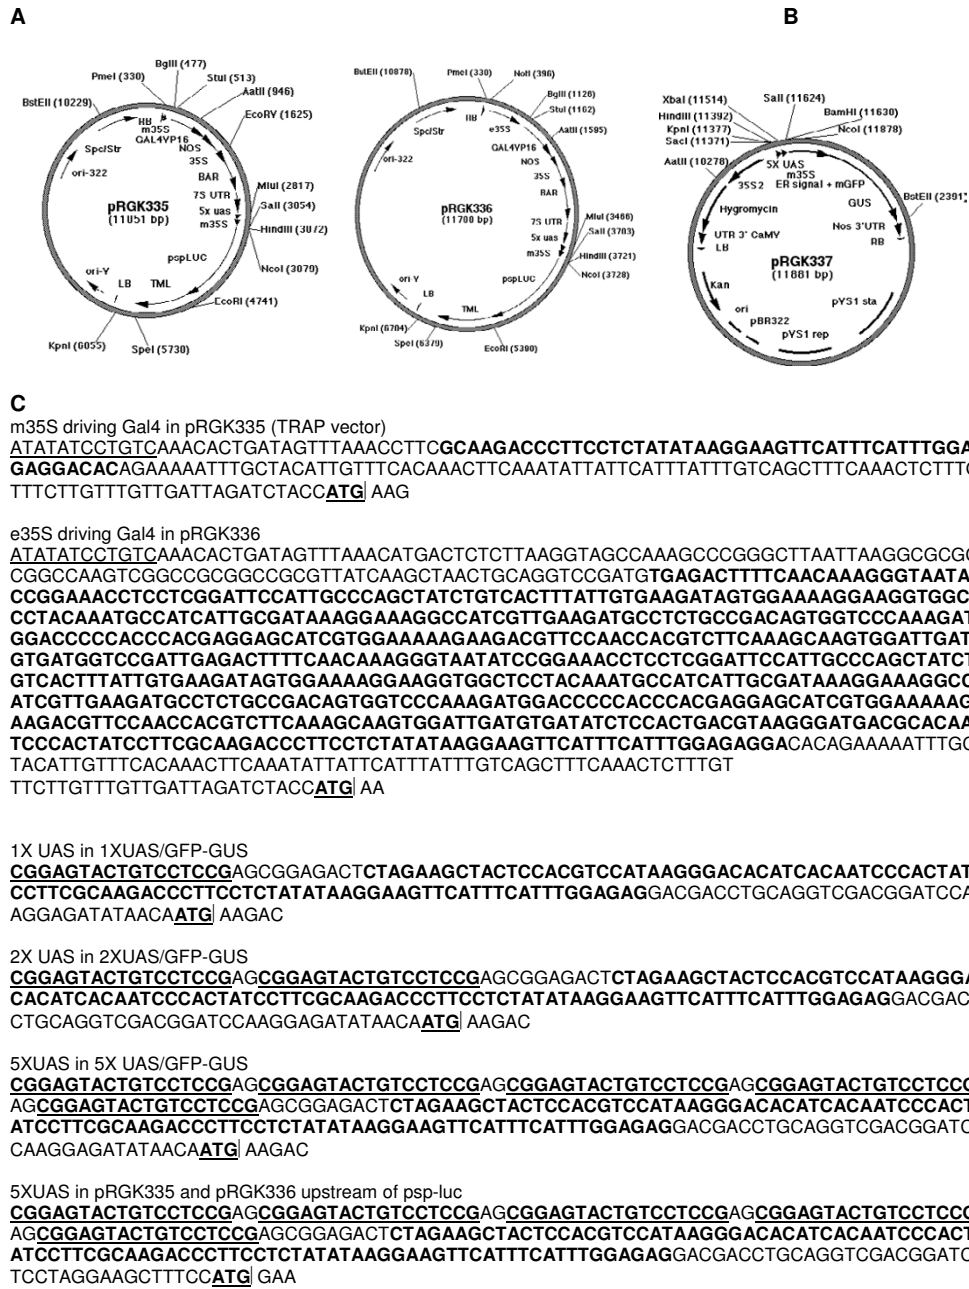 A
B
BglII (477)
PmeI (330)
StuI (513)
AatII (946)
BstEII (10229)
EcoRV (1625)
RB
m35S
GAL4VP16
NOS
35S
BAR
7S UTR
5x uas
m35S
Spc/Str
ori-322
pRGK335
(11051 bp)
MluI (2817)
SalI (3054)
HindIII (3072)
NcoI (3079)
pspLUC
ori-V
LB
TML
EcoRI (4741)
KpnI (6055)
SpeI (5730)
PmeI (330)
NotI (396)
BglII (1126)
StuI (1162)
AatII (1595)
RB
e35S
GAL4VP16
NOS
35S
BAR
7S UTR
5x uas
m35S
Spc/Str
ori-322
pRGK336
(11700 bp)
MluI (3466)
SalI (3703)
HindIII (3721)
NcoI (3728)
pspLUC
ori-V
LB
TML
KpnI (6704)
SpeI (6379)
EcoRI (5390)
XbaI (11514)
SalI (11624)
HindIII (11392)
BamHI (11630)
KpnI (11377)
NcoI (11878)
SacI (11371)
AatII (10278)
5X UAS
m35S
35S2
ER signal + mGFP
GUS
BstEII (2391)
Hygromycin
Nos 3'UTR
UTR 3' CaMV
RB
LB
pRGK337
(11881 bp)
Kan
ori
pVS1 sta
pBR322
pVS1 rep
C
m35S driving Gal4 in pRGK335 (TRAP vector)
ATATATCCTGTCAAACACTGATAGTTTAAACCTTCGCAAGACCCTTCCTCTATATAAGGAAGTTCATTTCATTTGGA
GAGGACACAGAAAAATTTGCTACATTGTTTCACAAACTTCAAATATTATTCATTTATTTGTCAGCTTTCAAACTCTTTG
TTTCTTGTTTGTTGATTAGATCTACCATG AAG
e35S driving Gal4 in pRGK336
ATATATCCTGTCAAACACTGATAGTTTAAACATGACTCTCTTAAGGTAGCCAAAGCCCGGGCTTAATTAAGGCGCGC
CGGCCAAGTCGGCCGCGGCCGCGTTATCAAGCTAACTGCAGGTCCGATGTGAGACTTTTCAACAAAGGGTAATA
CCGGAAACCTCCTCGGATTCCATTGCCCAGCTATCTGTCACTTTATTGTGAAGATAGTGGAAAAGGAAGGTGGC
CCTACAAATGCCATCATTGCGATAAAGGAAAGGCCATCGTTGAAGATGCCTCTGCCGACAGTGGTCCCAAAGAT
GGACCCCCACCCACGAGGAGCATCGTGGAAAAAGAAGACGTTCCAACCACGTCTTCAAAGCAAGTGGATTGAT
GTGATGGTCCGATTGAGACTTTTCAACAAAGGGTAATATCCGGAAACCTCCTCGGATTCCATTGCCCAGCTATCT
GTCACTTTATTGTGAAGATAGTGGAAAAGGAAGGTGGCTCCTACAAATGCCATCATTGCGATAAAGGAAAGGCC
ATCGTTGAAGATGCCTCTGCCGACAGTGGTCCCAAAGATGGACCCCCACCCACGAGGAGCATCGTGGAAAAAG
AAGACGTTCCAACCACGTCTTCAAAGCAAGTGGATTGATGTGATATCTCCACTGACGTAAGGGATGACGCACAA
TCCCACTATCCTTCGCAAGACCCTTCCTCTATATAAGGAAGTTCATTTCATTTGGAGAGGACACAGAAAAATTTGC
TACATTGTTTCACAAACTTCAAATATTATTCATTTATTTGTCAGCTTTCAAACTCTTTGT
TTCTTGTTTGTTGATTAGATCTACCATG AA
1X UAS in 1XUAS/GFP-GUS
CGGAGTACTGTCCTCCGAGCGGAGACTCTAGAAGCTACTCCACGTCCATAAGGGACACATCACAATCCCACTAT
CCTTCGCAAGACCCTTCCTCTATATAAGGAAGTTCATTTCATTTGGAGAGGACGACCTGCAGGTCGACGGATCCA
AGGAGATATAACAATG AAGAC
2X UAS in 2XUAS/GFP-GUS
CGGAGTACTGTCCTCCGAGCGGAGTACTGTCCTCCGAGCGGAGACTCTAGAAGCTACTCCACGTCCATAAGGGA
CACATCACAATCCCACTATCCTTCGCAAGACCCTTCCTCTATATAAGGAAGTTCATTTCATTTGGAGAGGACGAC
CTGCAGGTCGACGGATCCAAGGAGATATAACAATG AAGAC
5XUAS in 5X UAS/GFP-GUS
CGGAGTACTGTCCTCCGAGCGGAGTACTGTCCTCCGAGCGGAGTACTGTCCTCCGAGCGGAGTACTGTCCTCCG
AGCGGAGTACTGTCCTCCGAGCGGAGACTCTAGAAGCTACTCCACGTCCATAAGGGACACATCACAATCCCACT
ATCCTTCGCAAGACCCTTCCTCTATATAAGGAAGTTCATTTCATTTGGAGAGGACGACCTGCAGGTCGACGGATC
CAAGGAGATATAACAATG AAGAC
5XUAS in pRGK335 and pRGK336 upstream of psp-luc
CGGAGTACTGTCCTCCGAGCGGAGTACTGTCCTCCGAGCGGAGTACTGTCCTCCGAGCGGAGTACTGTCCTCCG
AGCGGAGTACTGTCCTCCGAGCGGAGACTCTAGAAGCTACTCCACGTCCATAAGGGACACATCACAATCCCACT
ATCCTTCGCAAGACCCTTCCTCTATATAAGGAAGTTCATTTCATTTGGAGAGGACGACCTGCAGGTCGACGGATC
TCCTAGGAAGCTTTCCATG GAA